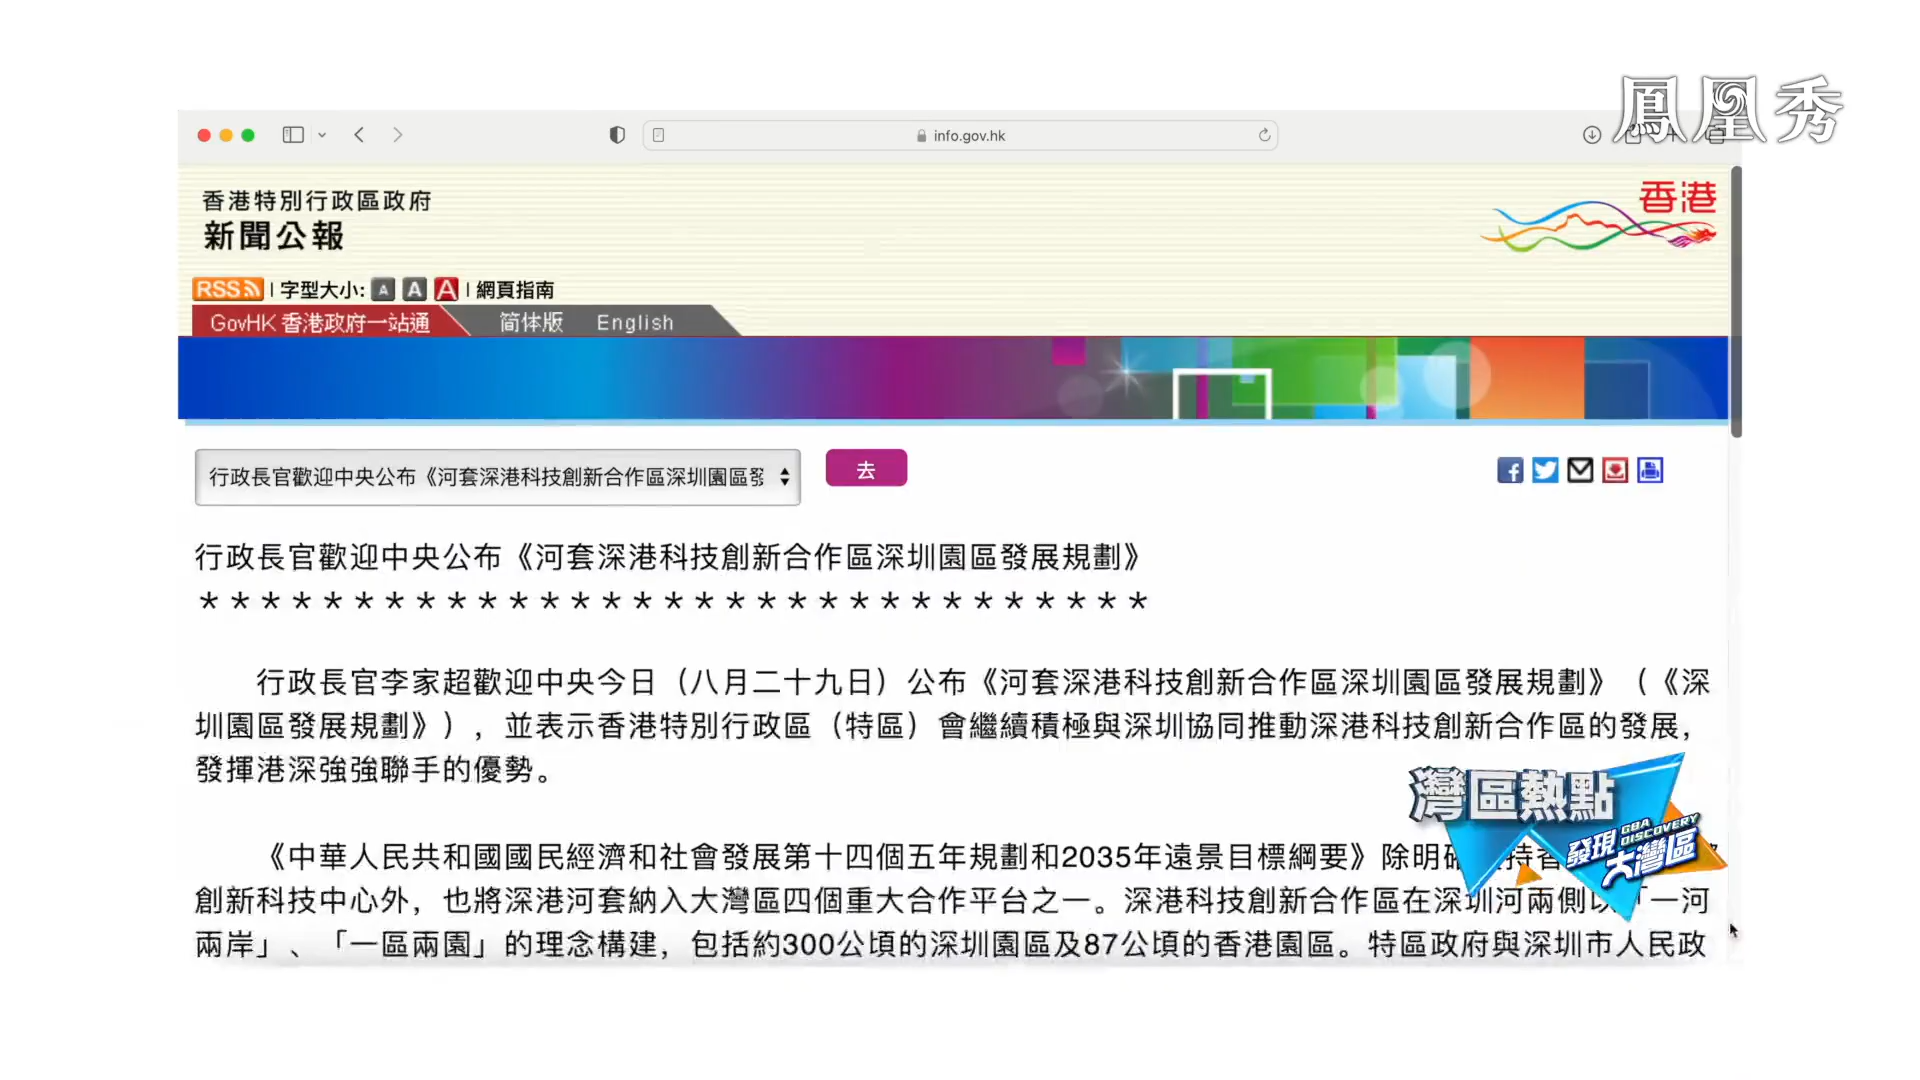 鳳凰秀
info.gov.hk
香港特別行政區政府
新聞公報
香港
RSS | 字型大小: A A A | 網頁指南
GovHK 香港政府一站通 简体版 English
行政長官歡迎中央公布《河套深港科技創新合作區深圳園區發 去
行政長官歡迎中央公布《河套深港科技創新合作區深圳園區發展規劃》
*******************************
行政長官李家超歡迎中央今日（八月二十九日）公布《河套深港科技創新合作區深圳園區發展規劃》（《深
圳園區發展規劃》），並表示香港特別行政區（特區）會繼續積極與深圳協同推動深港科技創新合作區的發展，
發揮港深強強聯手的優勢。
灣區熱點
GBA DISCOVERY
發現大灣區
《中華人民共和國國民經濟和社會發展第十四個五年規劃和2035年遠景目標綱要》除明 持
創新科技中心外，也將深港河套納入大灣區四個重大合作平台之一。深港科技創新合作區在深圳河兩側以「一河
兩岸」、「一區兩園」的理念構建，包括約300公頃的深圳園區及87公頃的香港園區。特區政府與深圳市人民政